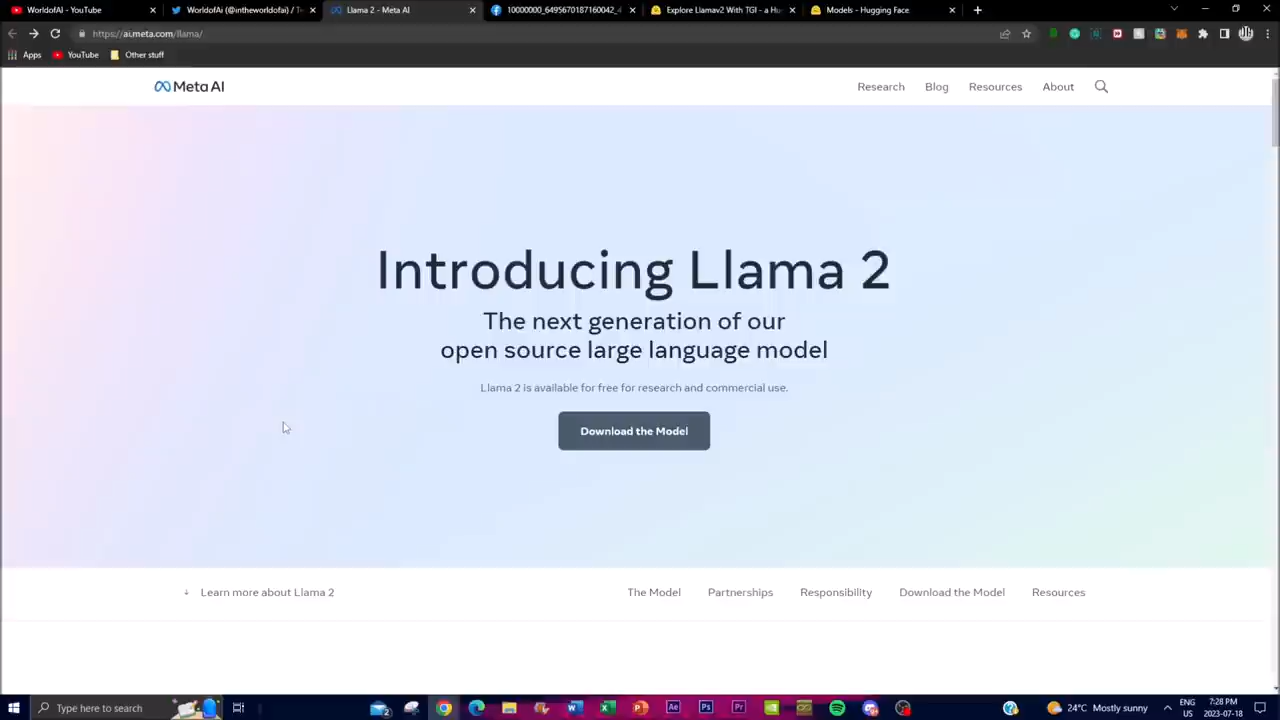 WorldofAi - YouTube
WorldofAi (@intheworldofai) / T
Llama 2 - Meta AI
10000000_6495670187160042_4
Explore Llamav2 With TGI - a Hu
Models - Hugging Face
https://ai.meta.com/llama/
Apps
YouTube
Other stuff
Meta AI
Research
Blog
Resources
About
Introducing Llama 2
The next generation of our
open source large language model
Llama 2 is available for free for research and commercial use.
Download the Model
Learn more about Llama 2
The Model
Partnerships
Responsibility
Download the Model
Resources
Type here to search
24°C Mostly sunny
ENG
US
7:28 PM
2023-07-18